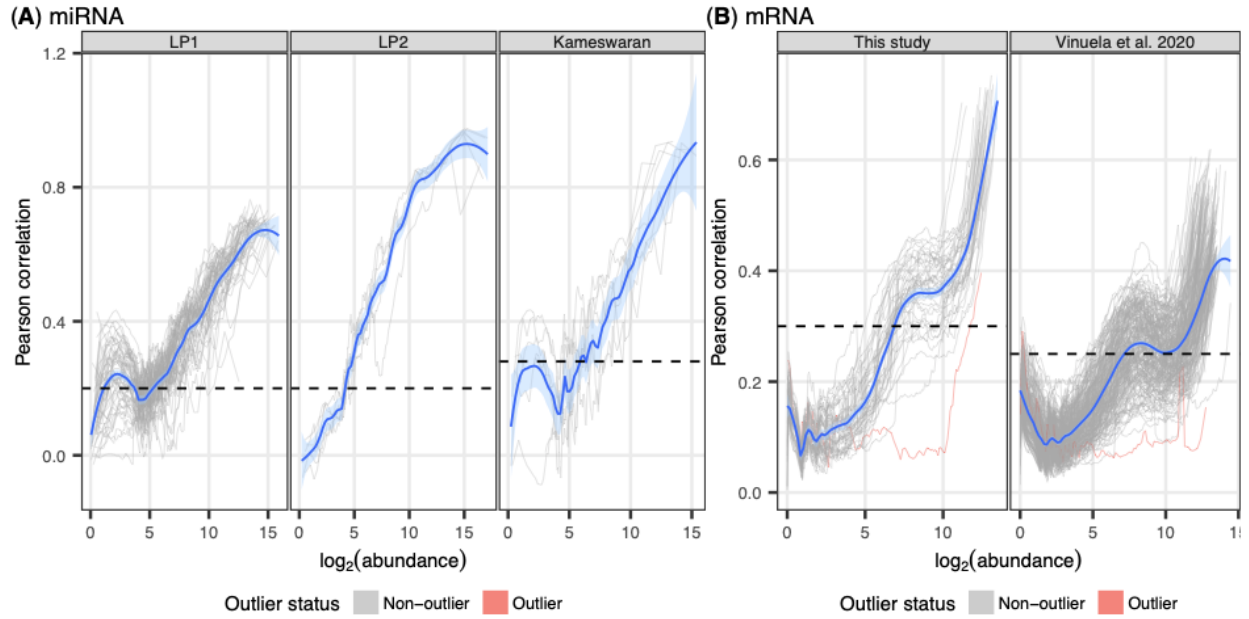 (A) miRNA
LP1 LP2 Kameswaran
1.2
0.8
0.4
0.0
Pearson correlation
0 5 10 15 0 5 10 15 0 5 10 15
log2(abundance)
Outlier status Non-outlier Outlier
(B) mRNA
This study Vinuela et al. 2020
0.6
0.4
0.2
0.0
Pearson correlation
0 5 10 0 5 10 15
log2(abundance)
Outlier status Non-outlier Outlier